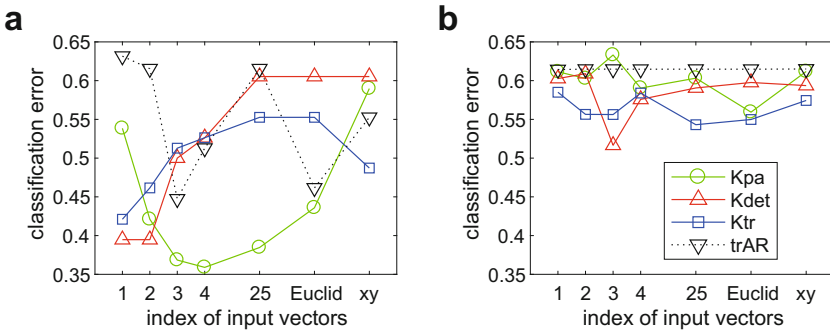 a
classification error
0.65
0.6
0.55
0.5
0.45
0.4
0.35
1 2 3 4 25 Euclid xy
index of input vectors
b
classification error
0.65
0.6
0.55
0.5
0.45
0.4
0.35
Kpa
Kdet
Ktr
trAR
1 2 3 4 25 Euclid xy
index of input vectors